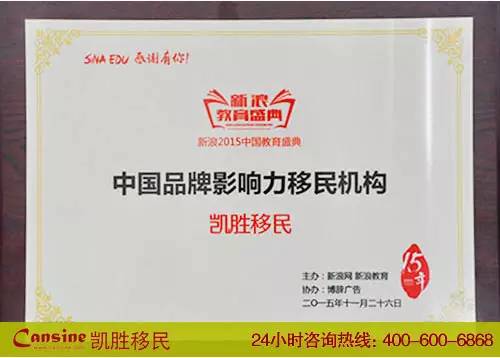 SINA EDU 感谢有你!
新浪
教育盛典
新浪2015中国教育盛典
中国品牌影响力移民机构
凯胜移民
主办：新浪网 新浪教育
协办：博辞广告
二〇一五年十一月二十六日
15年
Cansine 凯胜移民
24小时咨询热线: 400-600-6868